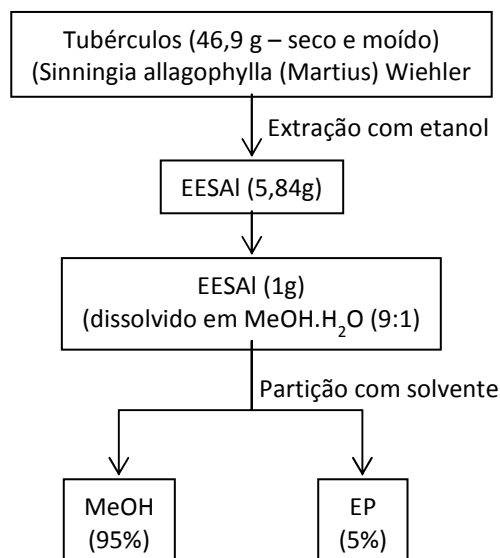 Tubérculos (46,9 g – seco e moído)
(Sinningia allagophylla (Martius) Wiehler
Extração com etanol
EESAl (5,84g)
EESAl (1g)
(dissolvido em MeOH.H₂O (9:1)
Partição com solvente
MeOH
(95%)
EP
(5%)